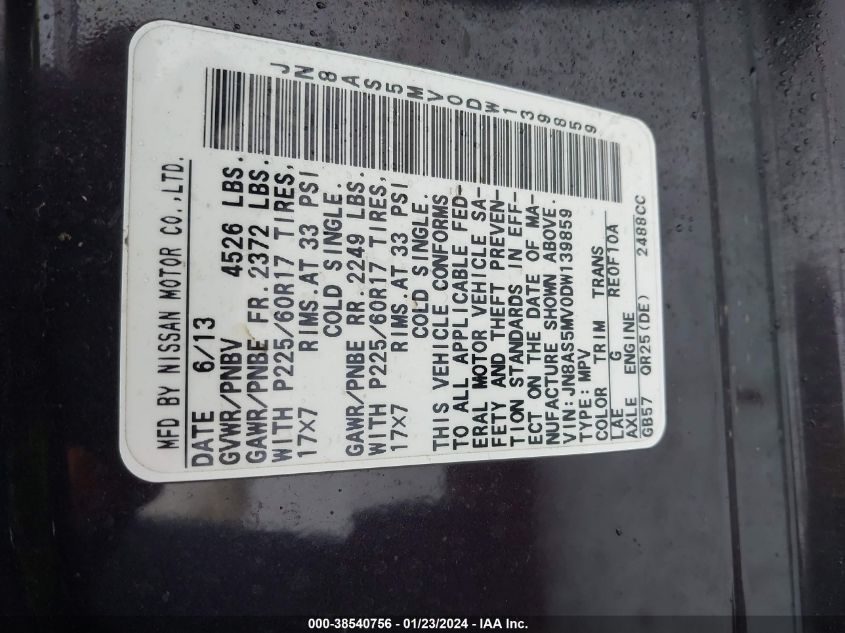 MFD BY NISSAN MOTOR CO.,LTD.
JN8AS5MV0DW139859
DATE 6/13
GVWR/PNBV 4526 LBS.
GAWR/PNBE FR. 2372 LBS.
WITH P225/60R17 TIRES,
17X7 RIMS.AT 33 PSI
COLD SINGLE.
GAWR/PNBE RR. 2249 LBS.
WITH P225/60R17 TIRES,
17X7 RIMS.AT 33 PSI
COLD SINGLE.
THIS VEHICLE CONFORMS
TO ALL APPLICABLE FED-
ERAL MOTOR VEHICLE SA-
FETY AND THEFT PREVEN-
TION STANDARDS IN EFF-
ECT ON THE DATE OF MA-
NUFACTURE SHOWN ABOVE.
VIN:JN8AS5MV0DW139859
TYPE:MPV
COLOR TRIM TRANS
LAE G RE0F10A
AXLE ENGINE
GB57 QR25(DE) 2488CC
000-38540756 - 01/23/2024 - IAA Inc.